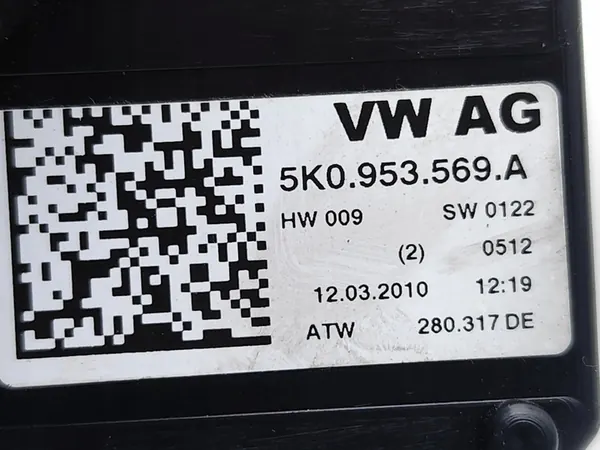 VW AG
5K0.953.569.A
HW 009 SW 0122
(2) 0512
12.03.2010 12:19
ATW 280.317 DE